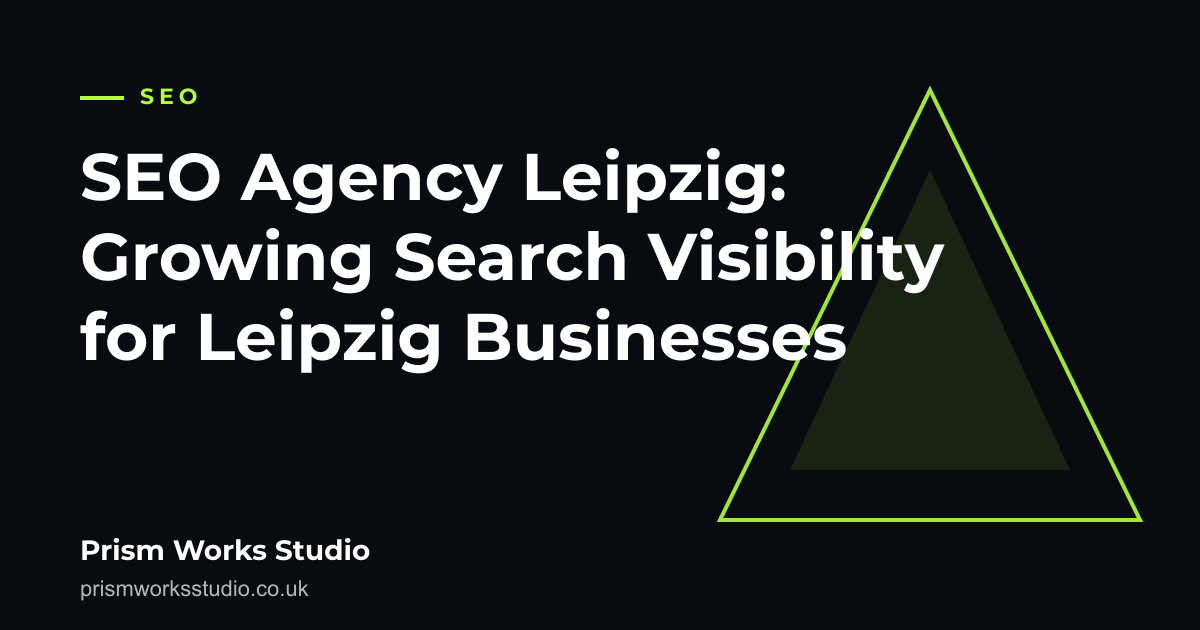 SEO
SEO Agency Leipzig:
Growing Search Visibility
for Leipzig Businesses
Prism Works Studio
prismworksstudio.co.uk